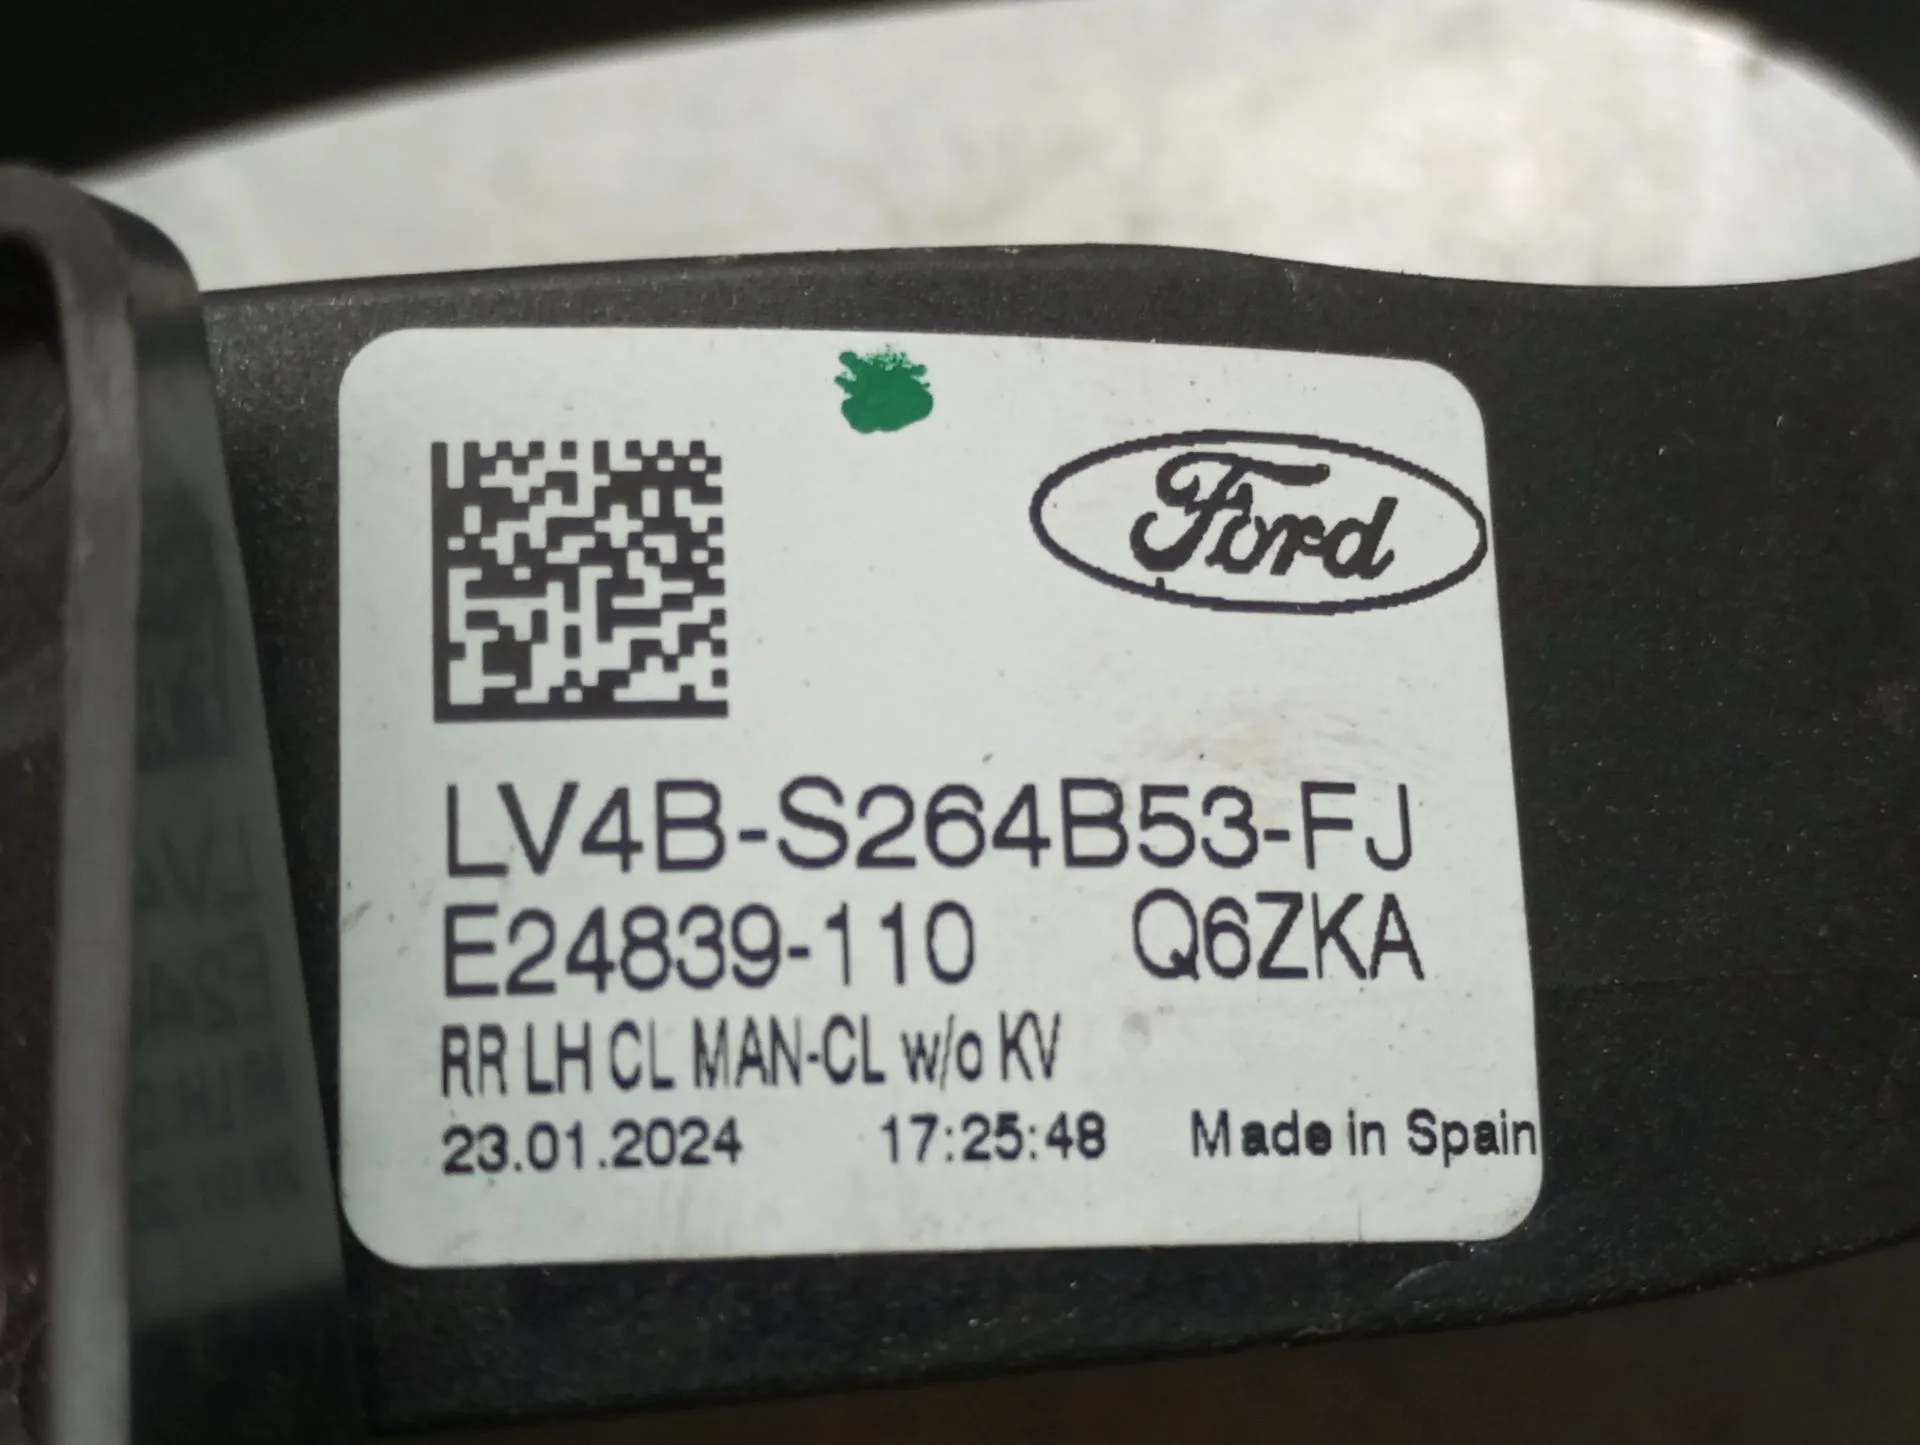 Ford
LV4B-S264B53-FJ
E24839-110 Q6ZKA
RR LH CL MAN-CL w/o KV
23.01.2024 17:25:48 Made in Spain